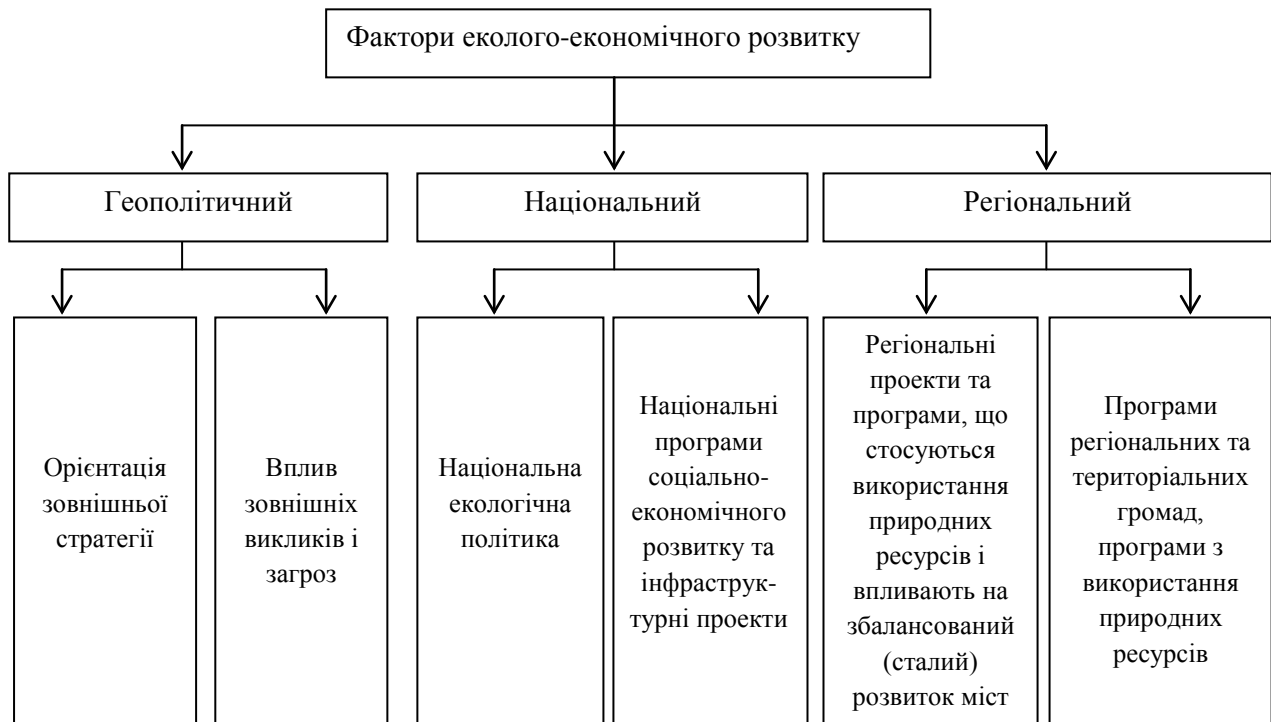 Фактори еколого-економічного розвитку
Геополітичний
Національний
Регіональний
Орієнтація
зовнішньої
стратегії
Вплив
зовнішніх
викликів і
загроз
Національна
екологічна
політика
Національні
програми
соціально-
економічного
розвитку та
інфраструк-
турні проекти
Регіональні
проекти та
програми, що
стосуються
використання
природних
ресурсів і
впливають на
збалансований
(сталий)
розвиток міст
Програми
регіональних та
територіальних
громад,
програми з
використання
природних
ресурсів